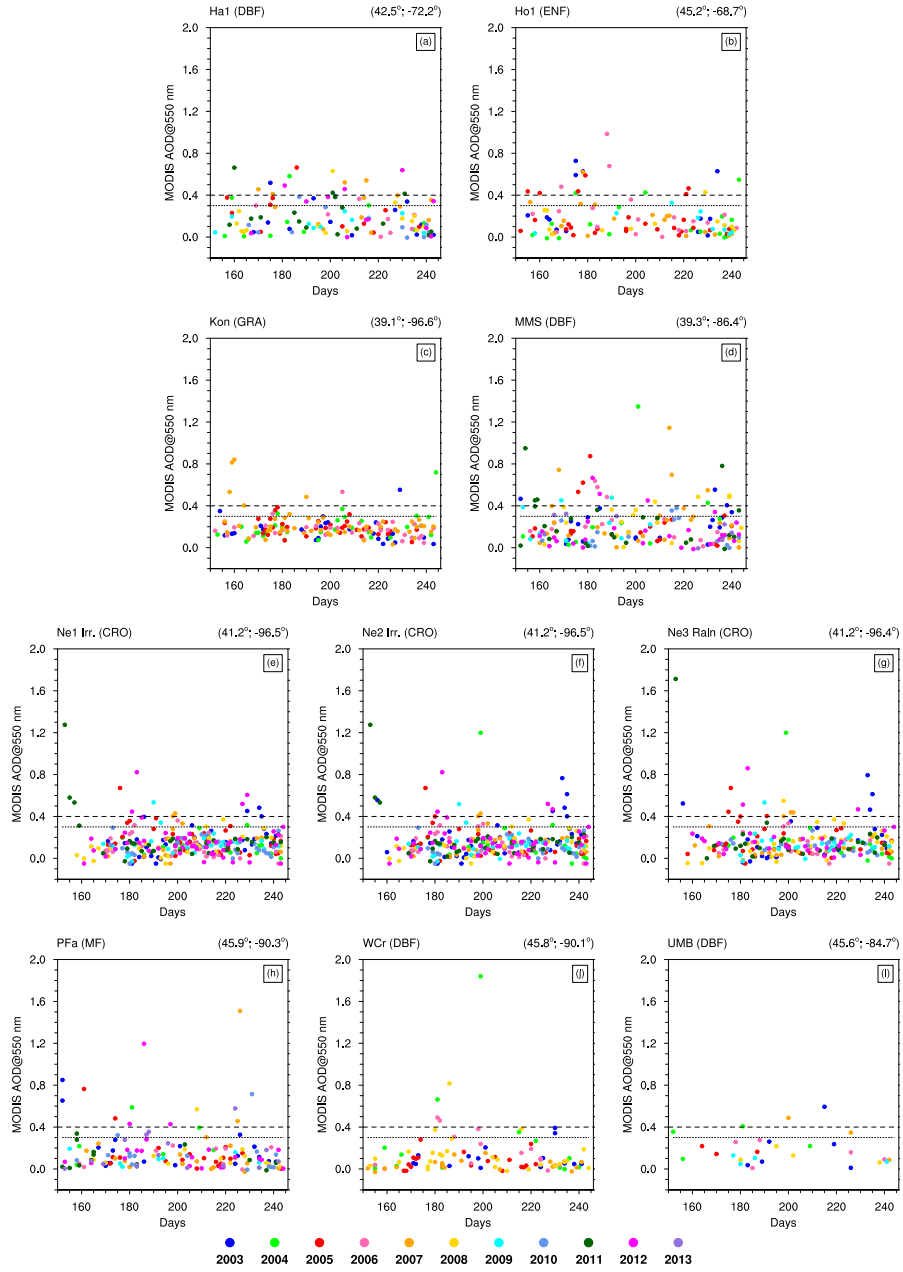 Ha1 (DBF) (42.5°; -72.2°)
Ho1 (ENF) (45.2°; -68.7°)
(a)
(b)
MODIS AOD@550 nm
2.0
1.6
1.2
0.8
0.4
0.0
160 180 200 220 240
Days
MODIS AOD@550 nm
2.0
1.6
1.2
0.8
0.4
0.0
160 180 200 220 240
Days
Kon (GRA) (39.1°; -96.6°)
MMS (DBF) (39.3°; -86.4°)
(c)
(d)
MODIS AOD@550 nm
2.0
1.6
1.2
0.8
0.4
0.0
160 180 200 220 240
Days
MODIS AOD@550 nm
2.0
1.6
1.2
0.8
0.4
0.0
160 180 200 220 240
Days
Ne1 Irr. (CRO) (41.2°; -96.5°)
Ne2 Irr. (CRO) (41.2°; -96.5°)
Ne3 RaIn (CRO) (41.2°; -96.4°)
(e)
(f)
(g)
MODIS AOD@550 nm
2.0
1.6
1.2
0.8
0.4
0.0
160 180 200 220 240
Days
MODIS AOD@550 nm
2.0
1.6
1.2
0.8
0.4
0.0
160 180 200 220 240
Days
MODIS AOD@550 nm
2.0
1.6
1.2
0.8
0.4
0.0
160 180 200 220 240
Days
PFa (MF) (45.9°; -90.3°)
WCr (DBF) (45.8°; -90.1°)
UMB (DBF) (45.6°; -84.7°)
(h)
(j)
(I)
MODIS AOD@550 nm
2.0
1.6
1.2
0.8
0.4
0.0
160 180 200 220 240
Days
MODIS AOD@550 nm
2.0
1.6
1.2
0.8
0.4
0.0
160 180 200 220 240
Days
MODIS AOD@550 nm
2.0
1.6
1.2
0.8
0.4
0.0
160 180 200 220 240
Days
2003 2004 2005 2006 2007 2008 2009 2010 2011 2012 2013